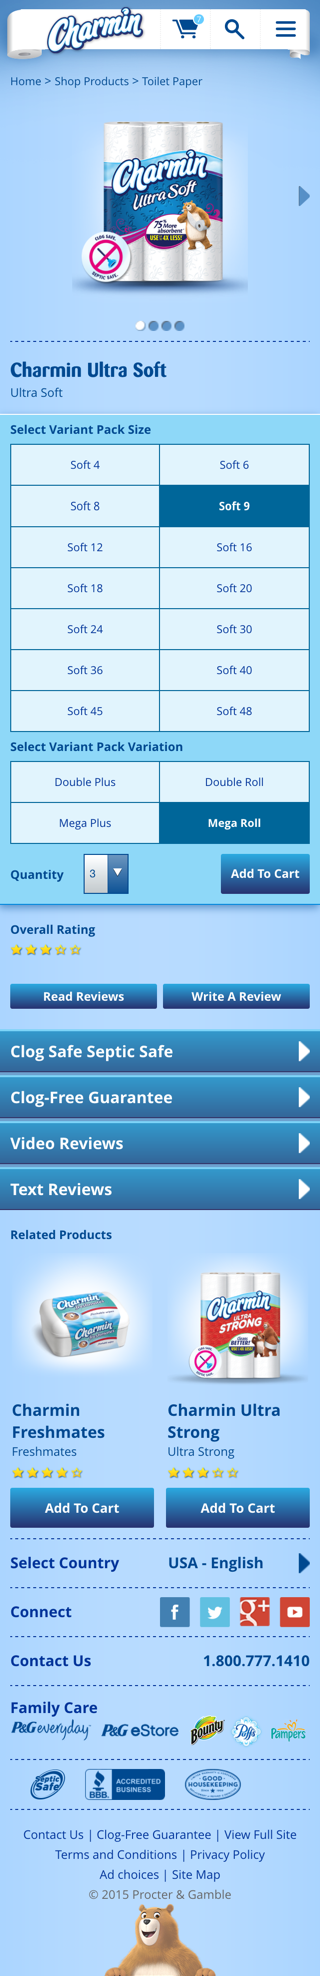 Charmin
7
Home > Shop Products > Toilet Paper
Charmin
Ultra Soft
75% More
absorbent
USE UP TO 4X LESS!
CLOG SAFE.
SEPTIC SAFE.
Charmin Ultra Soft
Ultra Soft
Select Variant Pack Size
Soft 4 Soft 6
Soft 8 Soft 9
Soft 12 Soft 16
Soft 18 Soft 20
Soft 24 Soft 30
Soft 36 Soft 40
Soft 45 Soft 48
Select Variant Pack Variation
Double Plus Double Roll
Mega Plus Mega Roll
Quantity 3 Add To Cart
Overall Rating
Read Reviews Write A Review
Clog Safe Septic Safe
Clog-Free Guarantee
Video Reviews
Text Reviews
Related Products
Charmin
Charmin
Charmin
ULTRA
STRONG
Cleans
BETTER!
Charmin Freshmates
Freshmates
Charmin Ultra Strong
Ultra Strong
Add To Cart Add To Cart
Select Country USA - English
Connect f g+
Contact Us 1.800.777.1410
Family Care
P&G everyday P&G eStore Bounty Puffs Pampers
Septic Safe
BBB. ACCREDITED BUSINESS
GOOD HOUSEKEEPING
Contact Us | Clog-Free Guarantee | View Full Site
Terms and Conditions | Privacy Policy
Ad choices | Site Map
© 2015 Procter & Gamble